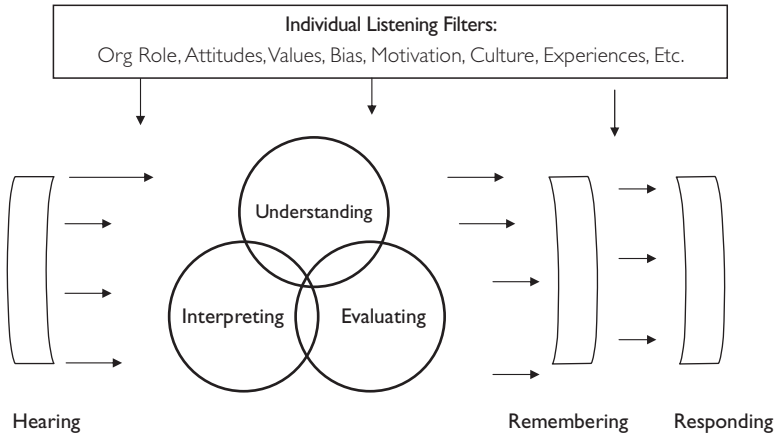 Individual Listening Filters:
Org Role, Attitudes, Values, Bias, Motivation, Culture, Experiences, Etc.
Understanding
Interpreting
Evaluating
Hearing
Remembering
Responding